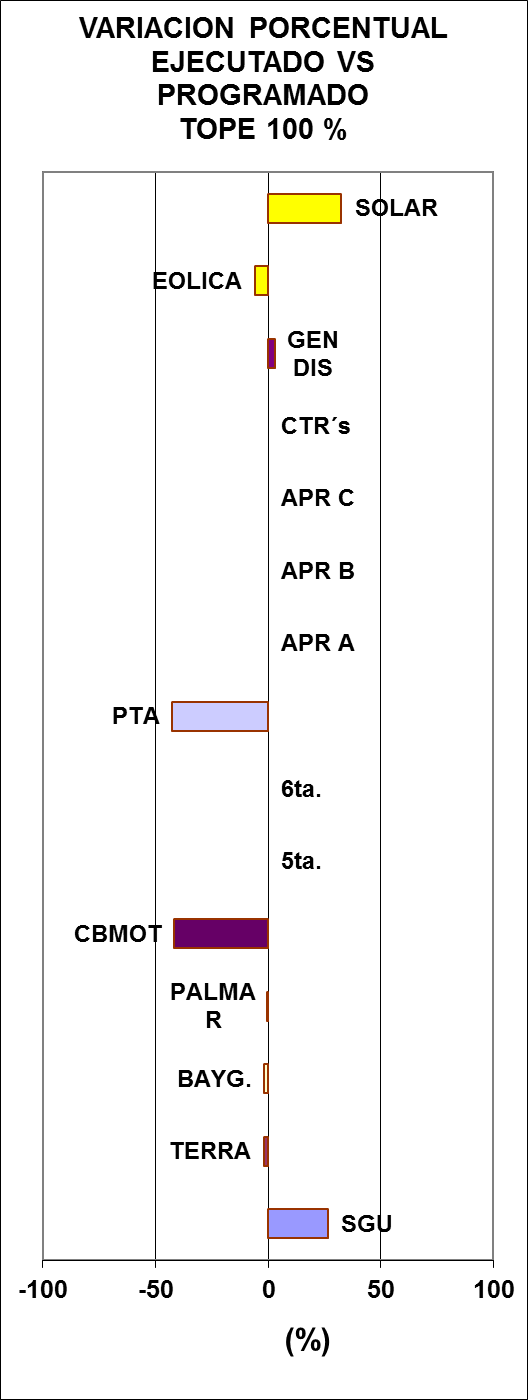 VARIACION PORCENTUAL
EJECUTADO VS
PROGRAMADO
TOPE 100 %
SOLAR
EOLICA
GEN
DIS
CTR´s
APR C
APR B
APR A
PTA
6ta.
5ta.
CBMOT
PALMA
R
BAYG.
TERRA
SGU
-100 -50 0 50 100
(%)